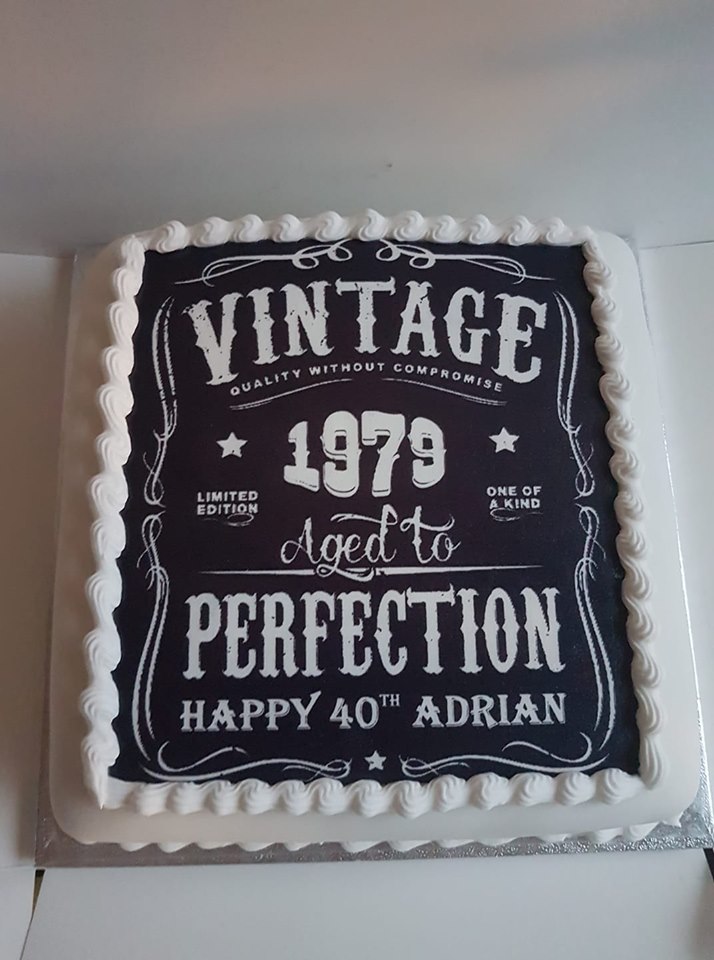 VINTAGE
QUALITY WITHOUT COMPROMISE
1979
LIMITED
EDITION
ONE OF
A KIND
Aged to
PERFECTION
HAPPY 40TH ADRIAN